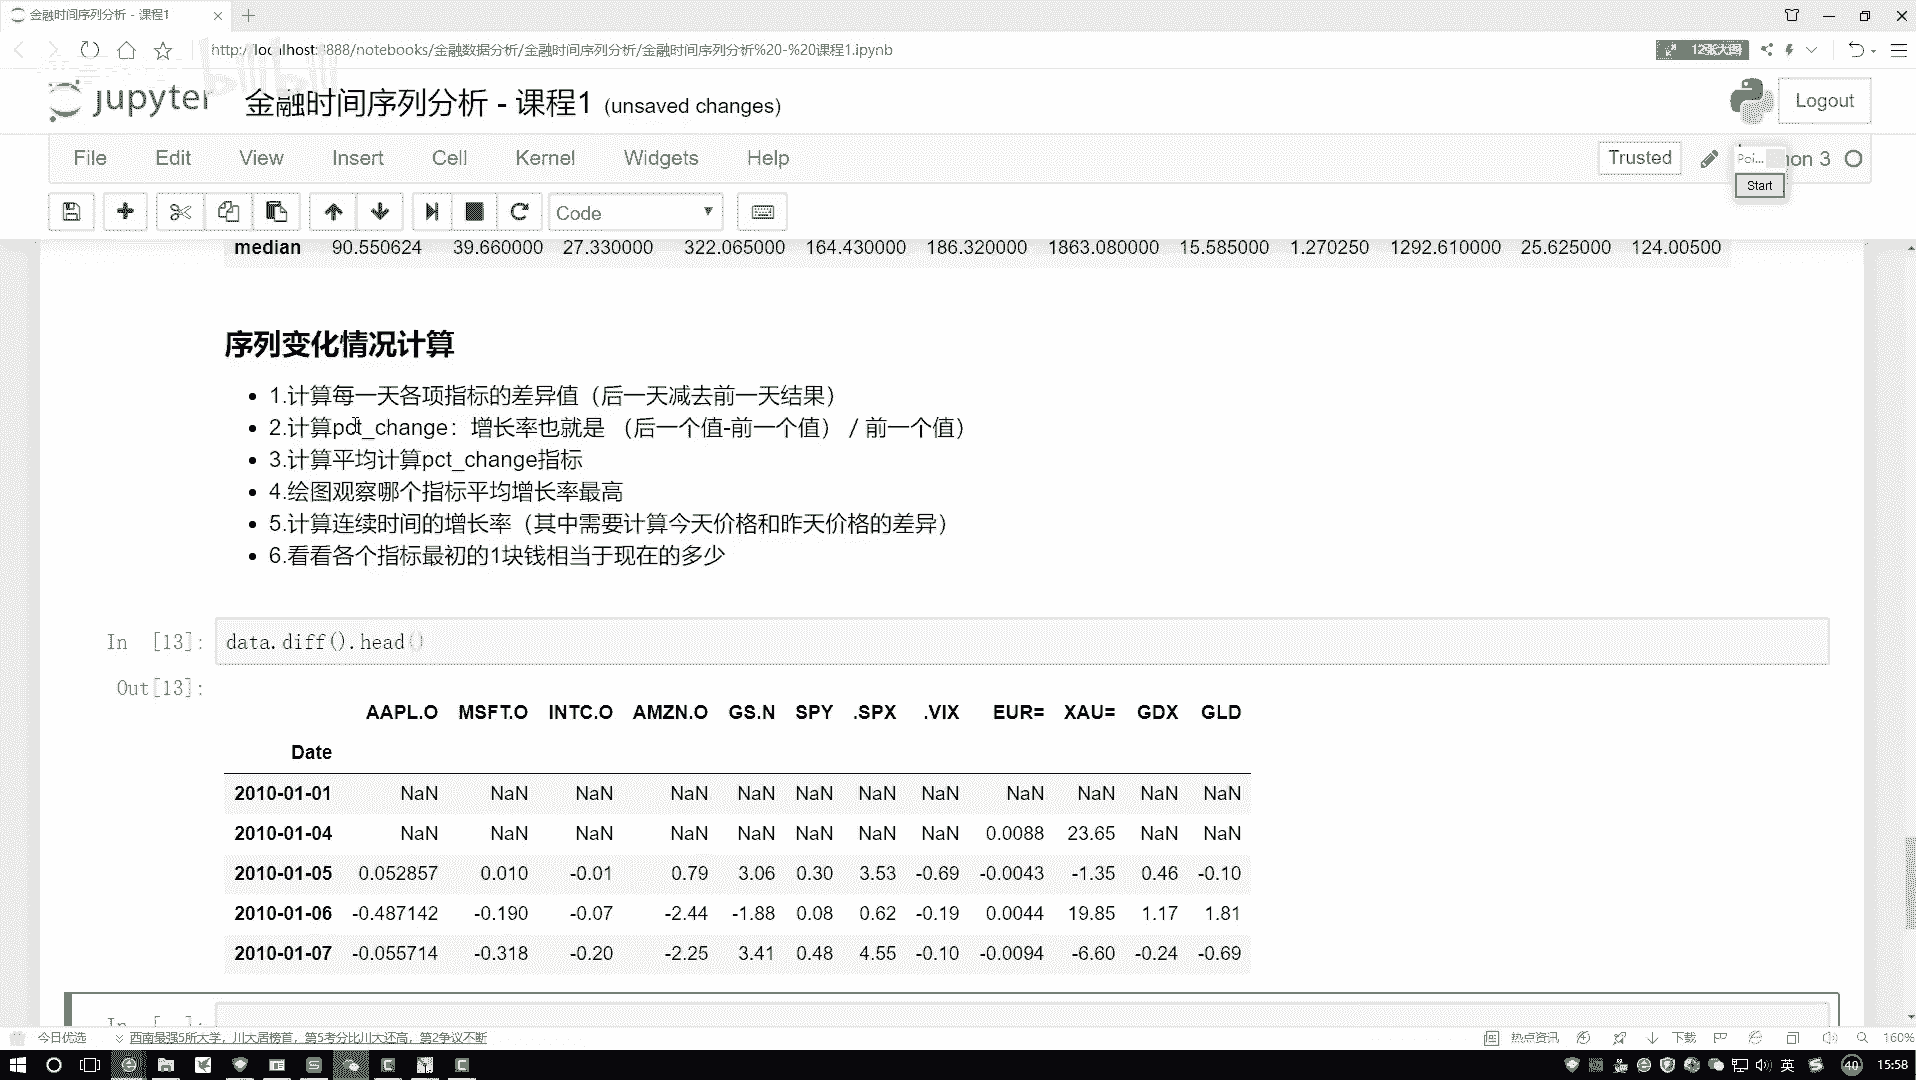 金融时间序列分析 - 课程1
http://localhost:8888/notebooks/金融数据分析/金融时间序列分析/金融时间序列分析%20-%20课程1.ipynb
bilibili
jupyter 金融时间序列分析 - 课程1 (unsaved changes)
Logout
File Edit View Insert Cell Kernel Widgets Help
Trusted
Poi... hon 3
Start
Code
median 90.550624 39.660000 27.330000 322.065000 164.430000 186.320000 1863.080000 15.585000 1.270250 1292.610000 25.625000 124.00500
序列变化情况计算
1.计算每一天各项指标的差异值（后一天减去前一天结果）
2.计算pct_change：增长率也就是 （后一个值-前一个值） / 前一个值）
3.计算平均计算pct_change指标
4.绘图观察哪个指标平均增长率最高
5.计算连续时间的增长率（其中需要计算今天价格和昨天价格的差异）
6.看看各个指标最初的1块钱相当于现在的多少
In [13]: data.diff().head()
Out[13]:
AAPL.O MSFT.O INTC.O AMZN.O GS.N SPY .SPX .VIX EUR= XAU= GDX GLD
Date
2010-01-01 NaN NaN NaN NaN NaN NaN NaN NaN NaN NaN NaN NaN
2010-01-04 NaN NaN NaN NaN NaN NaN NaN NaN 0.0088 23.65 NaN NaN
2010-01-05 0.052857 0.010 -0.01 0.79 3.06 0.30 3.53 -0.69 -0.0043 -1.35 0.46 -0.10
2010-01-06 -0.487142 -0.190 -0.07 -2.44 -1.88 0.08 0.62 -0.19 0.0044 19.85 1.17 1.81
2010-01-07 -0.055714 -0.318 -0.20 -2.25 3.41 0.48 4.55 -0.10 -0.0094 -6.60 -0.24 -0.69
In [ ]:
今日优选 西南最强5所大学，川大居榜首，第5考分比川大还高，第2争议不断
热点资讯 下载 160%
英 40 15:58